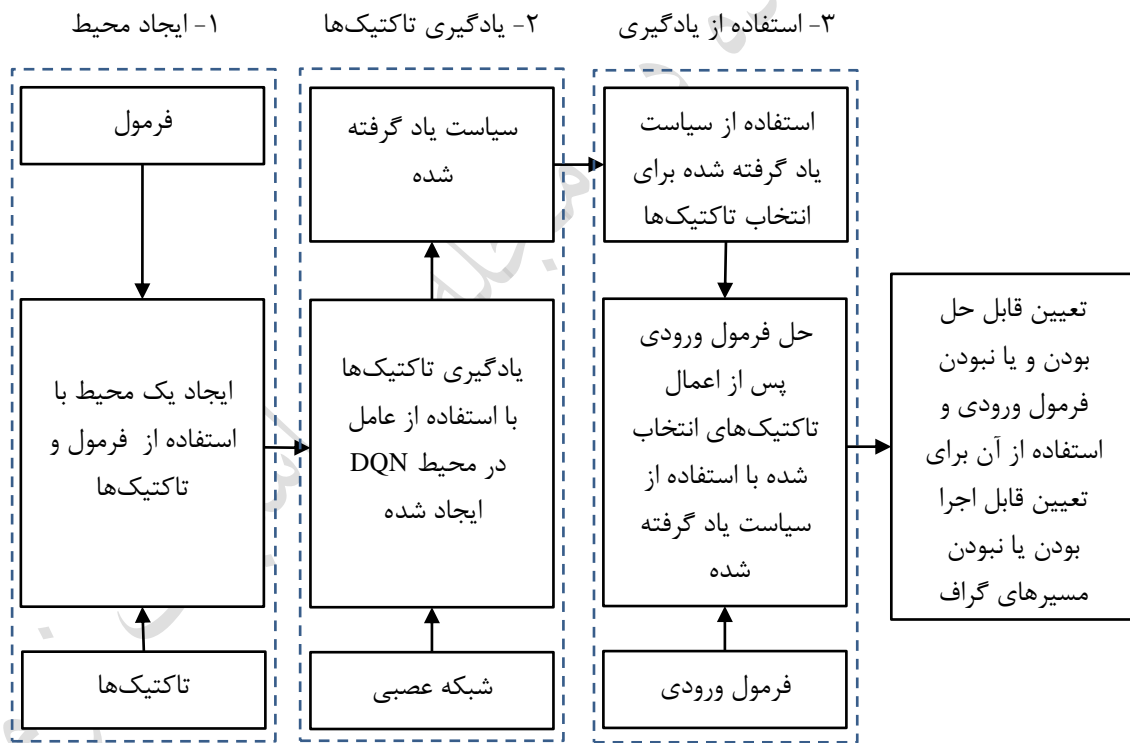 ۱- ایجاد محیط
۲- یادگیری تاکتیک‌ها
۳- استفاده از یادگیری
فرمول
ایجاد یک محیط با
استفاده از فرمول و
تاکتیک‌ها
تاکتیک‌ها
سیاست یاد گرفته
شده
یادگیری تاکتیک‌ها
با استفاده از عامل
در محیط DQN
ایجاد شده
شبکه عصبی
استفاده از سیاست
یاد گرفته شده برای
انتخاب تاکتیک‌ها
حل فرمول ورودی
پس از اعمال
تاکتیک‌های انتخاب
شده با استفاده از
سیاست یاد گرفته
شده
فرمول ورودی
تعیین قابل حل
بودن و یا نبودن
فرمول ورودی و
استفاده از آن برای
تعیین قابل اجرا
بودن یا نبودن
مسیرهای گراف